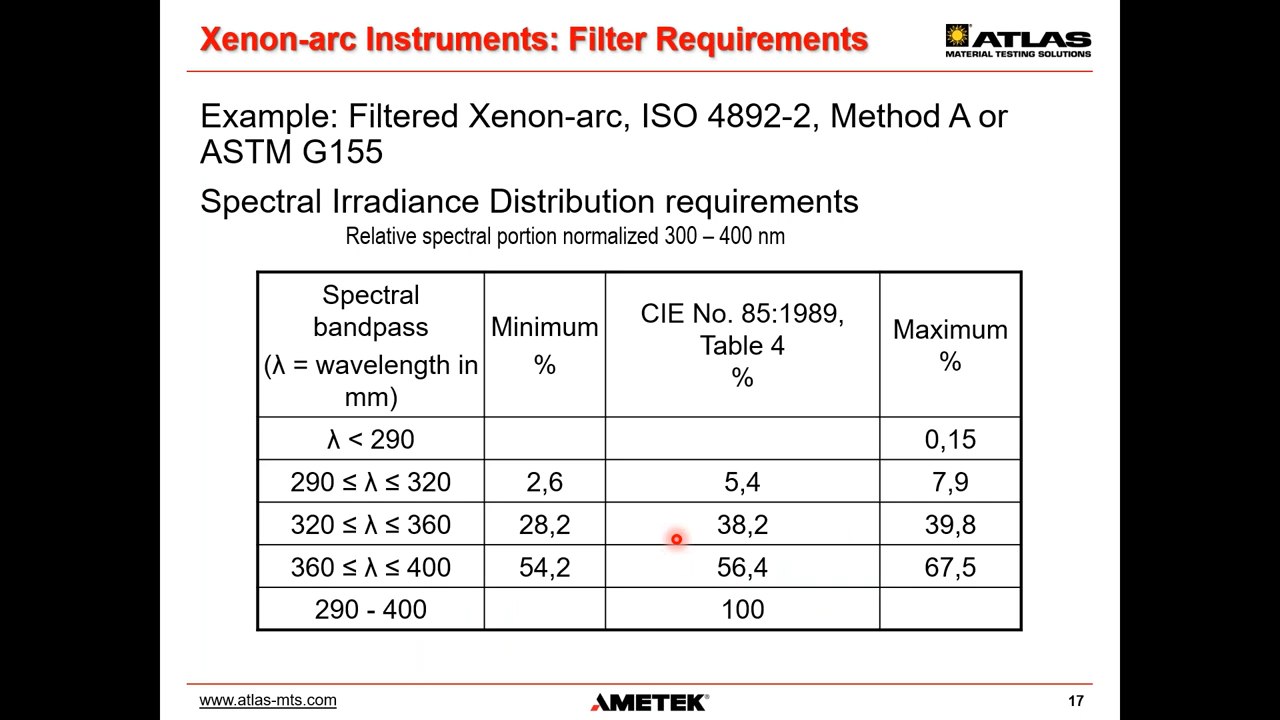 Xenon-arc Instruments: Filter Requirements
ATLAS
MATERIAL TESTING SOLUTIONS
Example: Filtered Xenon-arc, ISO 4892-2, Method A or
ASTM G155
Spectral Irradiance Distribution requirements
Relative spectral portion normalized 300 – 400 nm
Spectral
bandpass
(λ = wavelength in
mm)
Minimum
%
CIE No. 85:1989,
Table 4
%
Maximum
%
λ < 290 0,15
290 ≤ λ ≤ 320 2,6 5,4 7,9
320 ≤ λ ≤ 360 28,2 38,2 39,8
360 ≤ λ ≤ 400 54,2 56,4 67,5
290 - 400 100
www.atlas-mts.com
AMETEK®
17